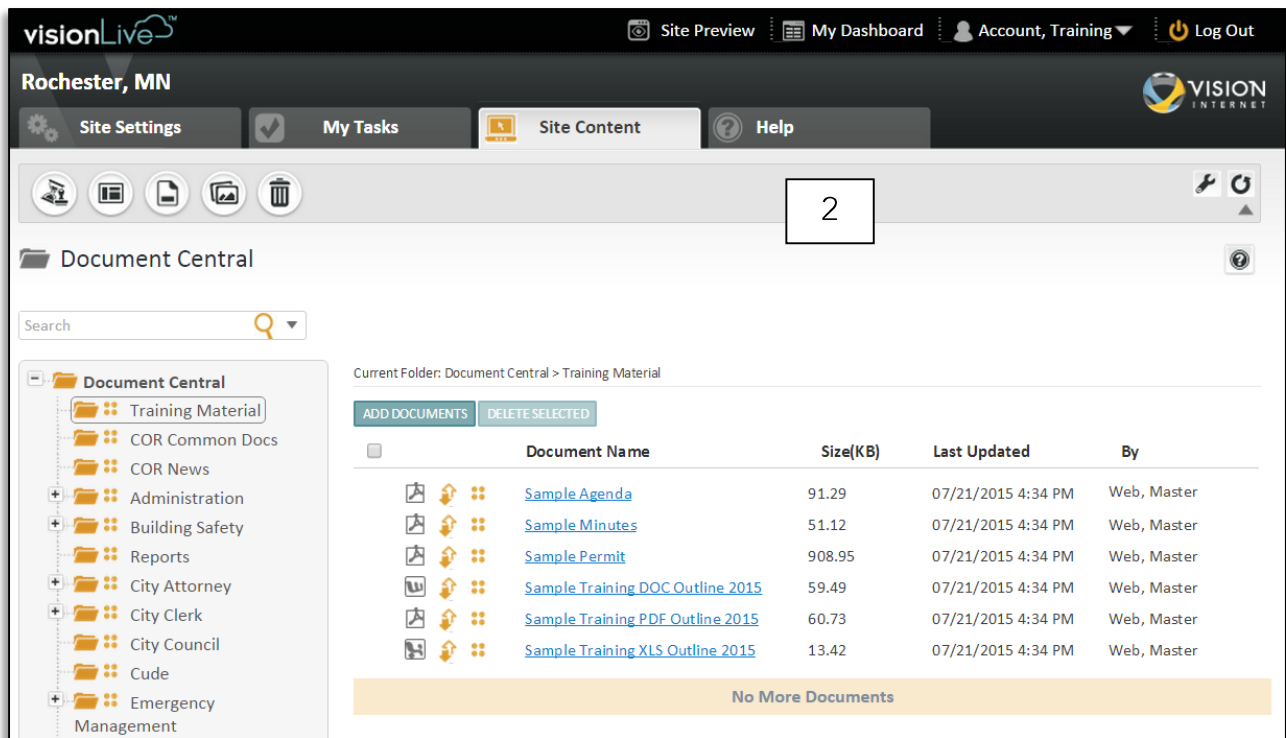 visionLive™ Site Preview My Dashboard Account, Training Log Out
Rochester, MN
VISION
INTERNET
Site Settings My Tasks Site Content Help
2
Document Central
Search
Document Central
Training Material
COR Common Docs
COR News
Administration
Building Safety
Reports
City Attorney
City Clerk
City Council
Cude
Emergency
Management
Current Folder: Document Central > Training Material
ADD DOCUMENTS DELETE SELECTED
Document Name Size(KB) Last Updated By
Sample Agenda 91.29 07/21/2015 4:34 PM Web, Master
Sample Minutes 51.12 07/21/2015 4:34 PM Web, Master
Sample Permit 908.95 07/21/2015 4:34 PM Web, Master
Sample Training DOC Outline 2015 59.49 07/21/2015 4:34 PM Web, Master
Sample Training PDF Outline 2015 60.73 07/21/2015 4:34 PM Web, Master
Sample Training XLS Outline 2015 13.42 07/21/2015 4:34 PM Web, Master
No More Documents